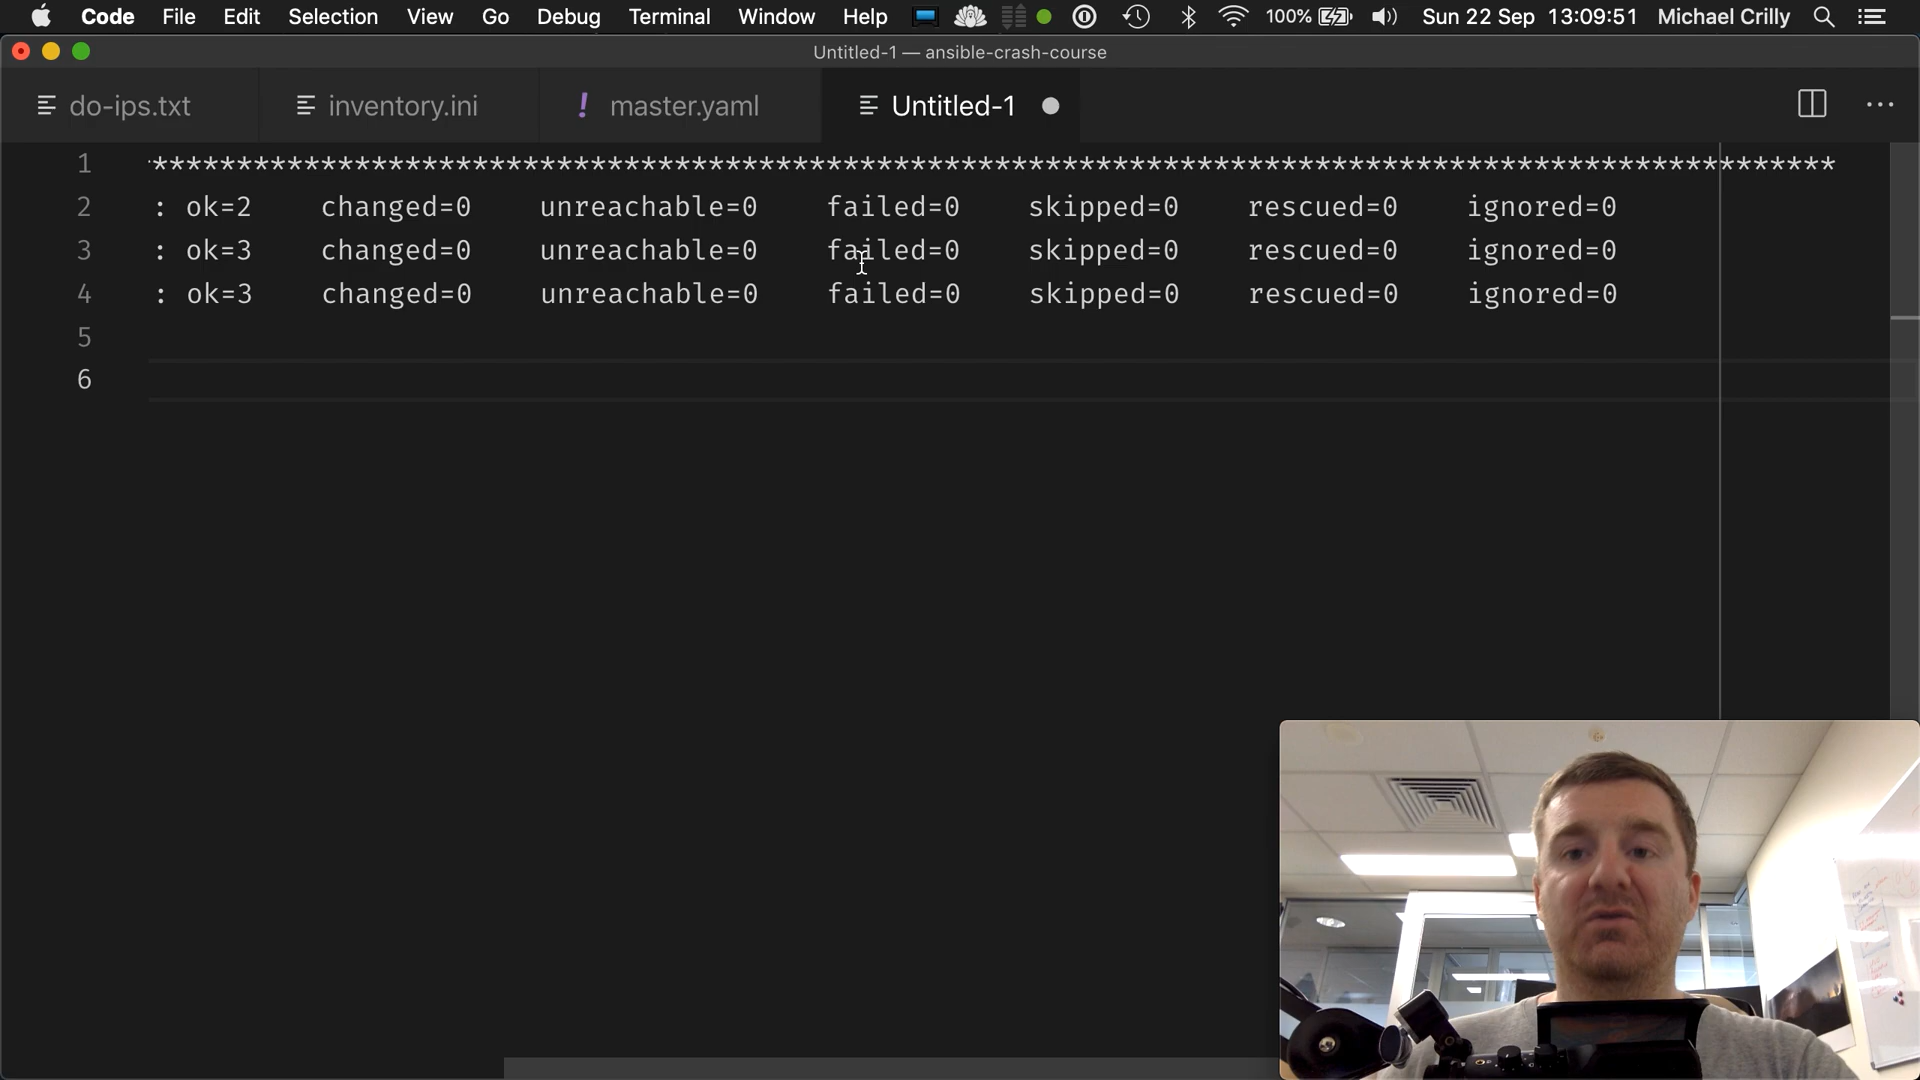 Code File Edit Selection View Go Debug Terminal Window Help 100% Sun 22 Sep 13:09:51 Michael Crilly
Untitled-1 — ansible-crash-course
do-ips.txt inventory.ini ! master.yaml Untitled-1
1 ****************************************************************************************************
2 : ok=2 changed=0 unreachable=0 failed=0 skipped=0 rescued=0 ignored=0
3 : ok=3 changed=0 unreachable=0 failed=0 skipped=0 rescued=0 ignored=0
4 : ok=3 changed=0 unreachable=0 failed=0 skipped=0 rescued=0 ignored=0
5
6